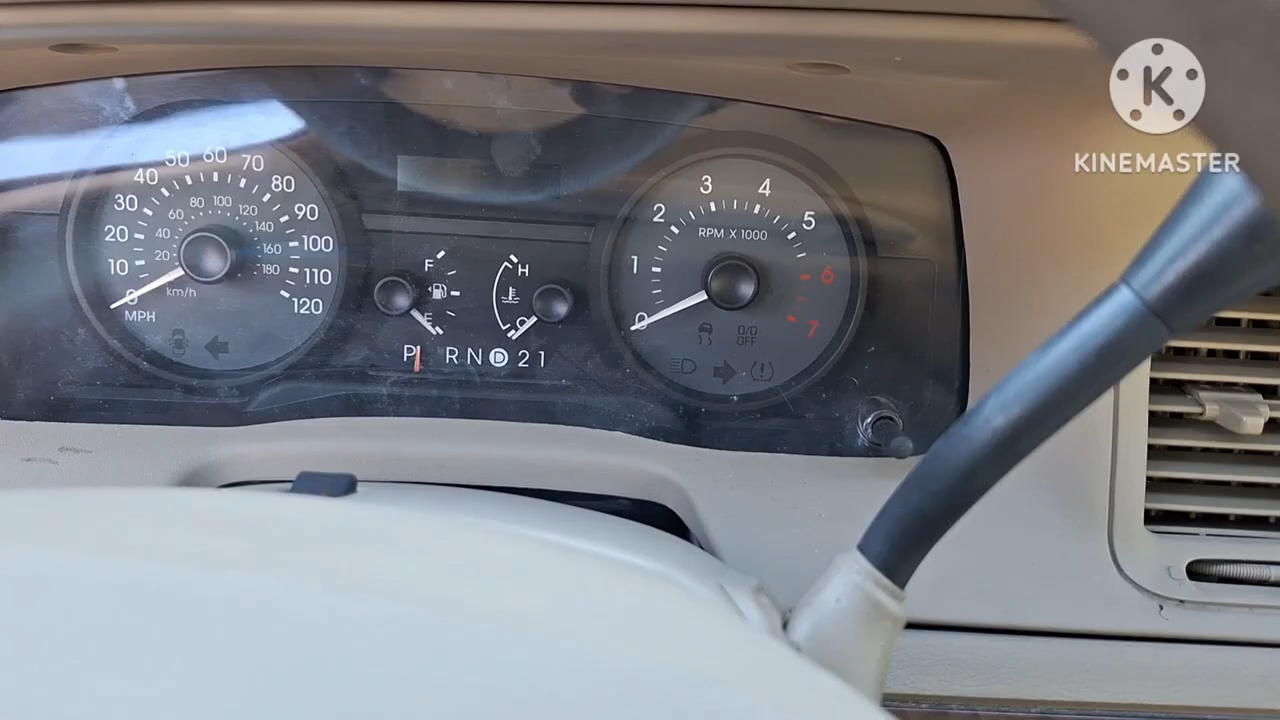 K
KINEMASTER
0 10 20 30 40 50 60 70 80 90 100 110 120
20 40 60 80 100 120 140 160 180
km/h
MPH
F
E
H
C
P R N D 2 1
0 1 2 3 4 5 6 7
RPM X 1000
O/D
OFF